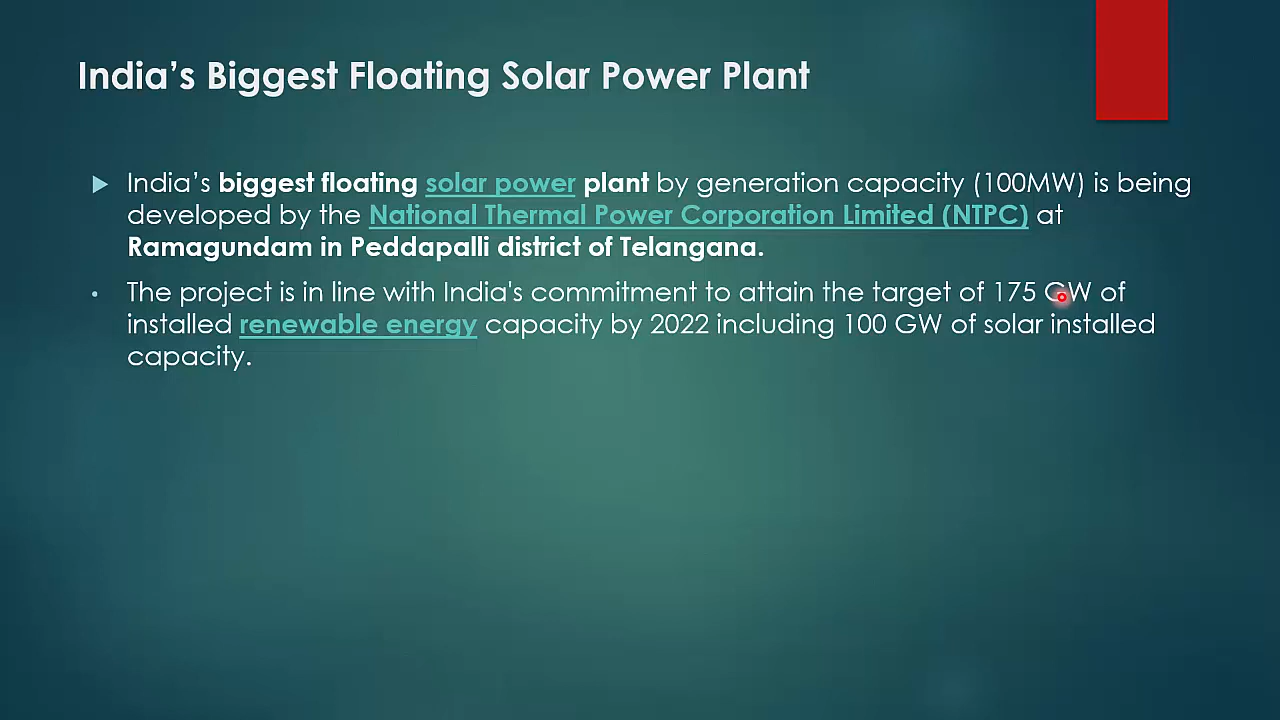 India’s Biggest Floating Solar Power Plant
India’s biggest floating solar power plant by generation capacity (100MW) is being
developed by the National Thermal Power Corporation Limited (NTPC) at
Ramagundam in Peddapalli district of Telangana.
The project is in line with India's commitment to attain the target of 175 GW of
installed renewable energy capacity by 2022 including 100 GW of solar installed
capacity.